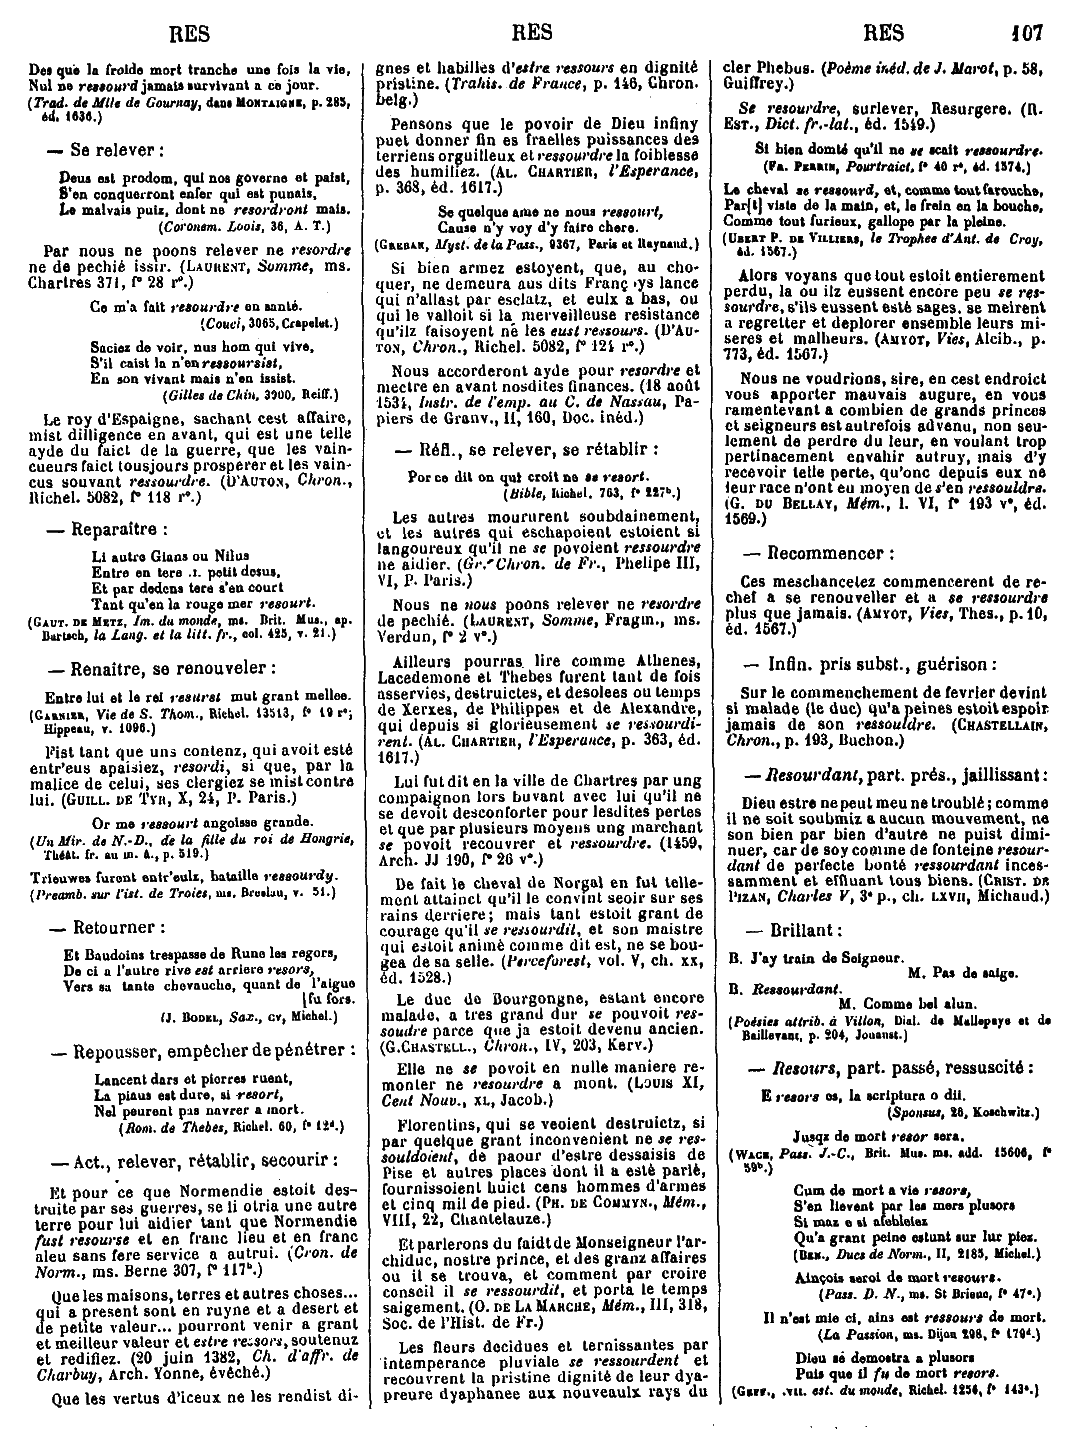 RES
RES
RES 107
Des que la froide mort tranche une fois la vie,
Nul ne ressourd jamais survivant a ce jour.
(Trad. de Mlle de Gournay, dans MONTAIGNE, p. 285,
éd. 1636.)
— Se relever :
Deus est prodom, qui nos governe et paist,
S'en conquerront enfer qui est punais,
Le malvais puiz, dont ne resordront mais.
(Coronem. Loois, 36, A. T.)
Par nous ne poons relever ne resordre
ne de pechié issir. (LAURENT, Somme, ms.
Chartres 371, f° 28 r°.)
Ce m'a fait resourdre en santé.
(Couci, 3065, Crapelet.)
Saciez de voir, nus hom qui vive,
S'il caist la n'en ressoursist,
En son vivant mais n'en issist.
(Gilles de Chin, 3920, Reiff.)
Le roy d'Espaigne, sachant cest affaire,
mist dilligence en avant, qui est une telle
ayde du faict de la guerre, que les vain-
cueurs faict tousjours prosperer et les vain-
cus souvant ressourdre. (D'AUTON, Chron.,
Richel. 5082, f° 118 r°.)
— Reparaître :
Li autre Gians ou Nilus
Entre en tere .I. petit desus,
Et par dedens tere s'en court
Tant qu'en la rouge mer resourt.
(GAUT. DE METZ, Im. du monde, ms. Brit. Mus., ap.
Bartsch, la Lang. et la litt. fr., col. 425, v. 21.)
— Renaître, se renouveler :
Entre lui et le rei resurst mut grant mellee.
(GARNIER, Vie de S. Thom., Richel. 13513, f° 19 r°;
Hippeau, v. 1096.)
Fist tant que uns contenz, qui avoit esté
entr'eus apaisiez, resordi, si que, par la
malice de celui, ses clergiez se mist contre
lui. (GUILL. DE TYR, X, 24, P. Paris.)
Or me ressourt angoisse grande.
(Un Mir. de N.-D., de la fille du roi de Hongrie,
Théât. fr. au m. â., p. 519.)
Trieuwes furent entr'eulz, bataille ressourdy.
(Preamb. sur l'ist. de Troies, ms. Breslau, v. 51.)
— Retourner :
Et Baudoins trespasse de Rune les regors,
De ci a l'autre rive est arriere resors,
Vers sa tante chevauche, quant de l'aigue
[fu fors.
(J. BODEL, Sax., CV, Michel.)
— Repousser, empêcher de pénétrer :
Lancent dars et pierres ruent,
La piaus est dure, si resort,
Nel peurent pas navrer a mort.
(Rom. de Thebes, Richel. 60, f° 12d.)
— Act., relever, rétablir, secourir :
Et pour ce que Normendie estoit des-
truite par ses guerres, se li otria une autre
terre pour lui aidier tant que Normendie
fust resourse et en franc lieu et en franc
aleu sans fere service a autrui. (Cron. de
Norm., ms. Berne 307, f° 117b.)
Que les maisons, terres et autres choses...
qui a present sont en ruyne et a desert et
de petite valeur... pourront venir a grant
et meilleur valeur et estre ressors, soutenuz
et redifiez. (20 juin 1382, Ch. d'affr. de
Charbuy, Arch. Yonne, évêché.)
Que les vertus d'iceux ne les rendist di-
gnes et habilles d'estre ressours en dignité
pristine. (Trahis. de France, p. 146, Chron.
belg.)
Pensons que le povoir de Dieu infiny
puet donner fin es fraelles puissances des
terriens orguilleux et ressourdre la foiblesse
des humiliez. (AL. CHARTIER, l'Esperance,
p. 368, éd. 1617.)
Se quelque ame ne nous ressourt,
Cause n'y voy d'y faire chere.
(GREBAN, Myst. de la Pass., 9367, Paris et Raynaud.)
Si bien armez estoyent, que, au cho-
quer, ne demeura aus dits Franç ys lance
qui n'allast par esclatz, et eulx a bas, ou
qui le valloit si la merveilleuse resistance
qu'ilz faisoyent ne les eust ressours. (D'AU-
TON, Chron., Richel. 5082, f° 124 r°.)
Nous accorderont ayde pour resordre et
mectre en avant nosdites finances. (18 août
1534, Instr. de l'emp. au C. de Nassau, Pa-
piers de Granv., II, 160, Doc. inéd.)
— Réfl., se relever, se rétablir :
Por ce dit on qui croit ne se resort.
(Bible, Richel. 763, f° 227b.)
Les autres moururent soubdainement,
et les autres qui eschapoient estoient si
langoureux qu'il ne se povoient ressourdre
ne aidier. (Gr. Chron. de Fr., Phelipe III,
VI, P. Paris.)
Nous ne nous poons relever ne resordre
de pechié. (LAURENT, Somme, Fragm., ms.
Verdun, f° 2 v°.)
Ailleurs pourras lire comme Athenes,
Lacedemone et Thebes furent tant de fois
asservies, destruictes, et desolees ou temps
de Xerxes, de Philippes et de Alexandre,
qui depuis si glorieusement se ressourdi-
rent. (AL. CHARTIER, l'Esperance, p. 363, éd.
1617.)
Lui fut dit en la ville de Chartres par ung
compaignon lors buvant avec lui qu'il ne
se devoit desconforter pour lesdites pertes
et que par plusieurs moyens ung marchant
se povoit recouvrer et ressourdre. (1459,
Arch. JJ 190, f° 26 v°.)
De fait le cheval de Norgal en fut telle-
ment attainct qu'il le convint seoir sur ses
rains derriere; mais tant estoit grant de
courage qu'il se ressourdit, et son maistre
qui estoit animé comme dit est, ne se bou-
gea de sa selle. (Perceforest, vol. V, ch. XX,
éd. 1528.)
Le duc de Bourgongne, estant encore
malade, a tres grand dur se pouvoit res-
soudre parce que ja estoit devenu ancien.
(G. CHASTELL., Chron., IV, 203, Kerv.)
Elle ne se povoit en nulle maniere re-
monter ne resourdre a mont. (LOUIS XI,
Cent Nouv., XL, Jacob.)
Florentins, qui se veoient destruictz, si
par quelque grant inconvenient ne se res-
souldoient, de paour d'estre dessaisis de
Pise et autres places dont il a esté parlé,
fournissoient huict cens hommes d'armes
et cinq mil de pied. (PH. DE COMMYN., Mém.,
VIII, 22, Chantelauze.)
Et parlerons du faidt de Monseigneur l'ar-
chiduc, nostre prince, et des granz affaires
ou il se trouva, et comment par croire
conseil il se ressourdit, et porta le temps
saigement. (O. DE LA MARCHE, Mém., III, 318,
Soc. de l'Hist. de Fr.)
Les fleurs decidues et ternissantes par
intemperance pluviale se ressourdent et
recouvrent la pristine dignité de leur dya-
preure dyaphanee aux nouveaulx rays du
cler Phebus. (Poème inéd. de J. Marot, p. 58,
Guiffrey.)
Se resourdre, surlever, Resurgere. (R.
EST., Dict. fr.-lat., éd. 1549.)
Si bien domté qu'il ne se scait ressourdre.
(FR. PERRIN, Pourtraict, f° 40 r°, éd. 1574.)
Le cheval se ressourd, et, comme tout farouche,
Par[t] viste de la main, et, le frein en la bouche,
Comme tout furieux, gallope par la pleine.
(UBERT P. DE VILLIERS, le Trophee d'Ant. de Croy,
éd. 1567.)
Alors voyans que tout estoit entierement
perdu, la ou ilz eussent encore peu se res-
sourdre, s'ils eussent esté sages, se meirent
a regretter et deplorer ensemble leurs mi-
seres et malheurs. (AMYOT, Vies, Alcib., p.
773, éd. 1567.)
Nous ne voudrions, sire, en cest endroict
vous apporter mauvais augure, en vous
ramentevant a combien de grands princes
et seigneurs est autrefois advenu, non seu-
lement de perdre du leur, en voulant trop
pertinacement envahir autruy, mais d'y
recevoir telle perte, qu'onc depuis eux ne
leur race n'ont eu moyen de s'en ressouldre.
(G. DU BELLAY, Mém., l. VI, f° 193 v°, éd.
1569.)
— Recommencer :
Ces meschancetez commencerent de re-
chef a se renouveller et a se ressourdre
plus que jamais. (AMYOT, Vies, Thes., p. 10,
éd. 1567.)
— Infin. pris subst., guérison :
Sur le commenchement de fevrier devint
si malade (le duc) qu'a peines estoit espoir
jamais de son ressouldre. (CHASTELLAIN,
Chron., p. 193, Buchon.)
— Resourdant, part. prés., jaillissant :
Dieu estre ne peut meu ne troublé; comme
il ne soit soubmiz a aucun mouvement, ne
son bien par bien d'autre ne puist dimi-
nuer, car de soy comme de fonteine resour-
dant de perfecte bonté ressourdant inces-
samment et effluant tous biens. (CRIST. DE
PIZAN, Charles V, 3e p., ch. LXVII, Michaud.)
— Brillant :
B. J'ay train de Seigneur.
M. Pas de saige.
B. Ressourdant.
M. Comme bel alun.
(Poésies attrib. à Villon, Dial. de Mallepaye et de
Baillevant, p. 204, Jouaust.)
— Resours, part. passé, ressuscité :
E resors es, la scriptura o dii.
(Sponsus, 26, Koschwitz.)
Jusqz de mort resor sera.
(WACE, Pass. J.-C., Brit. Mus. ms. add. 15606, f°
59b.)
Cum de mort a vie resors,
S'en lievent par les mers plusors
Si maz e si afebleiez
Qu'a grant peine estunt sur lur piez.
(BEN., Ducs de Norm., II, 2185, Michel.)
Ainçois seroi de mort resours.
(Pass. D. N., ms. St Brieuc, f° 47a.)
Il n'est mie ci, ains est ressours de mort.
(La Passion, ms. Dijon 298, f° 179d.)
Dieu se demostra a plusors
Puis que il fu de mort resors.
(GEFF., .VII. est. du monde, Richel. 1254, f° 143a.)